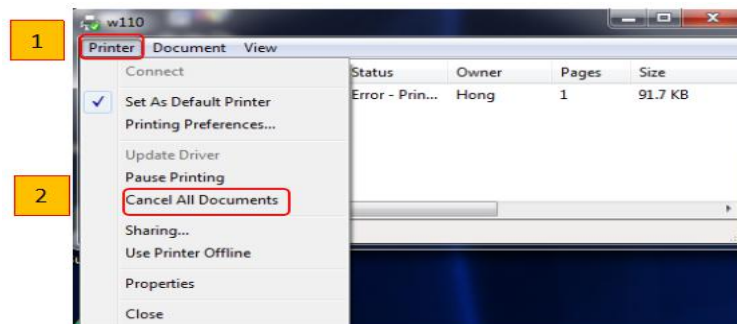 w110
1
Printer Document View
Connect
Status Owner Pages Size
Set As Default Printer
Error - Prin... Hong 1 91.7 KB
Printing Preferences...
Update Driver
Pause Printing
2
Cancel All Documents
Sharing...
Use Printer Offline
Properties
Close